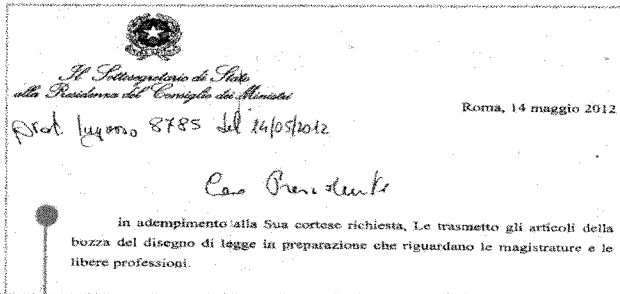 Il Sottosegretario di Stato
alla Presidenza del Consiglio dei Ministri
prot. Ingresso 8785 del 24/05/2012
Roma, 14 maggio 2012
Caro Presidente
in adempimento alla Sua cortese richiesta, Le trasmetto gli articoli della
bozza del disegno di legge in preparazione che riguardano le magistrature e le
libere professioni.